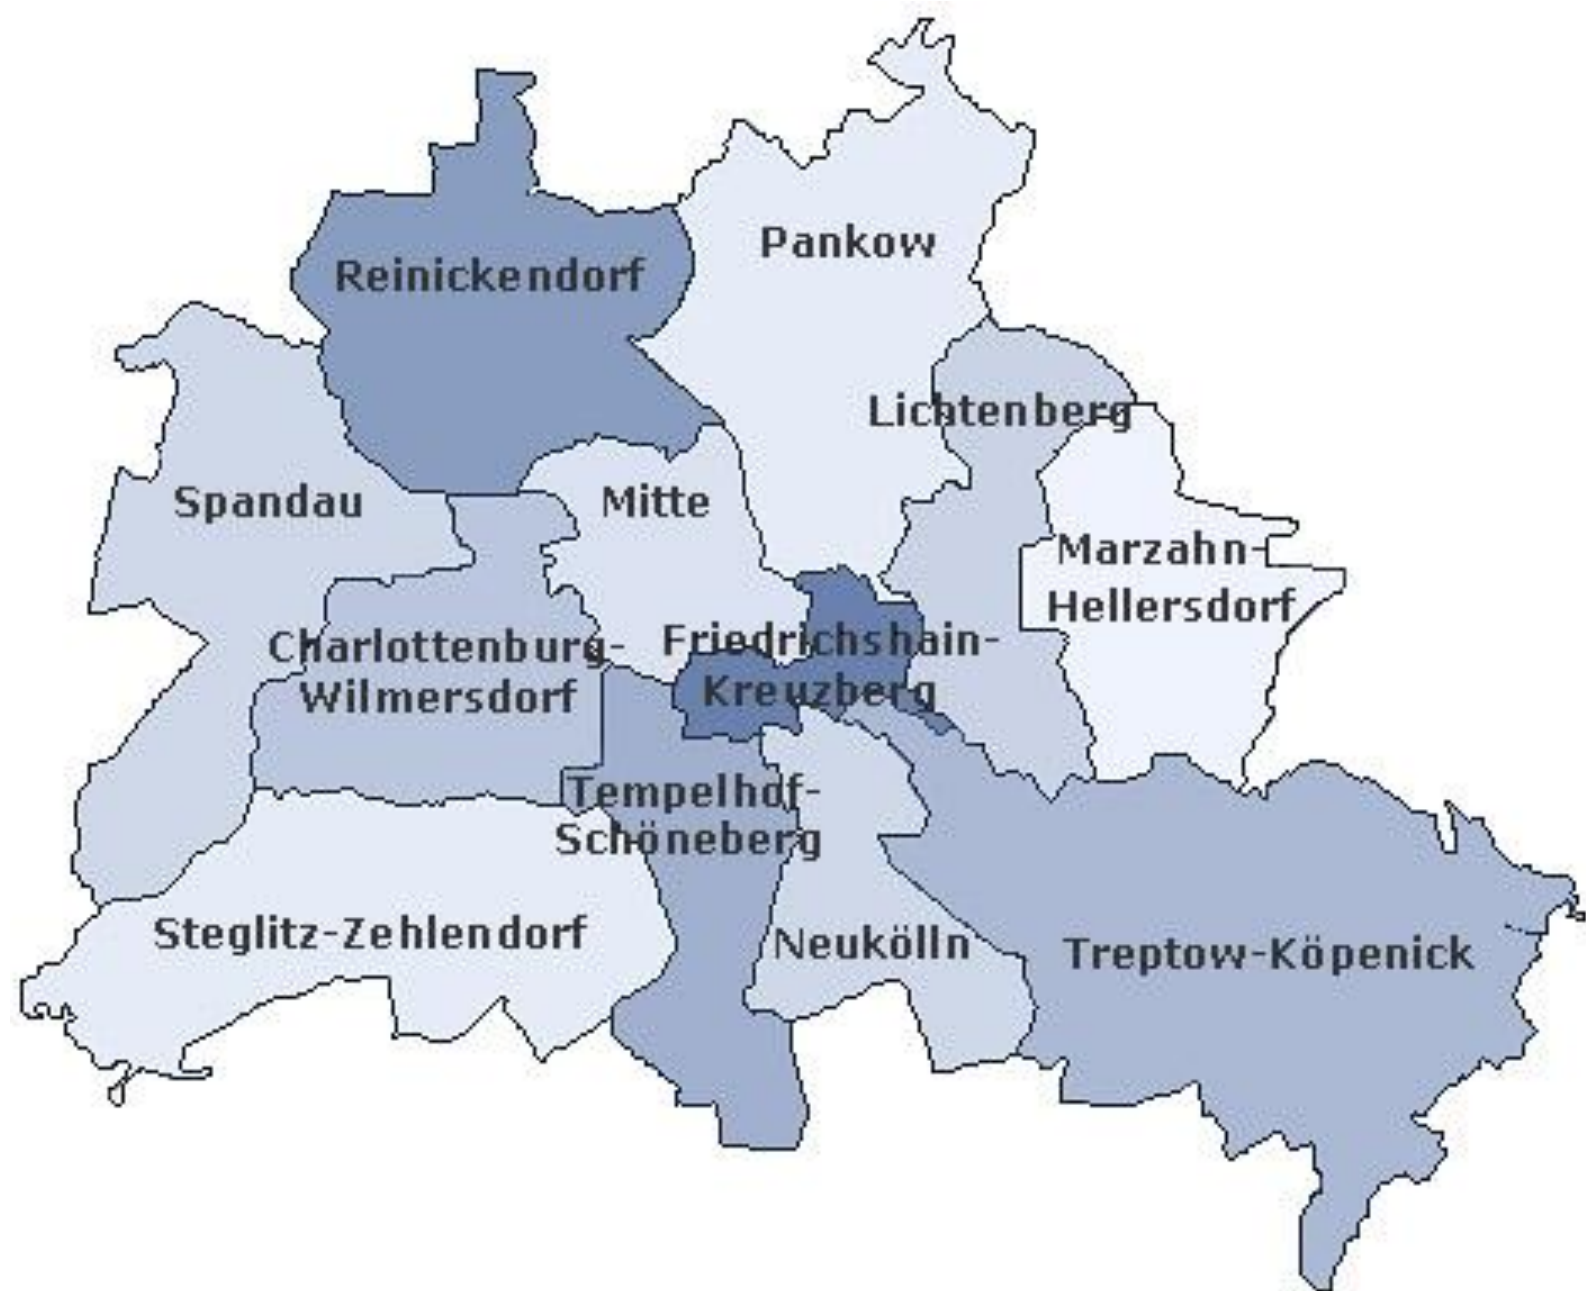 Pankow
Reinickendorf
Lichtenberg
Spandau
Mitte
Marzahn-
Hellersdorf
Charlottenburg-
Wilmersdorf
Friedrichshain-
Kreuzberg
Tempelhof-
Schöneberg
Steglitz-Zehlendorf
Neukölln
Treptow-Köpenick